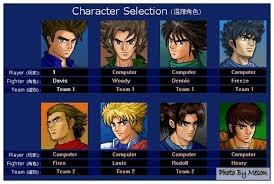 Character Selection (選擇角色)
Player (玩家): 1 Computer Computer Computer
Fighter (角色): Davis Woody Dennis Freeze
Team (組隊): Team 1 Team 1 Team 1 Team 1
Player (玩家): Computer Computer Computer Computer
Fighter (角色): Firen Louis Rudolf Henry
Team (組隊): Team 2 Team 2 Team 2 Team 2
Photo By Meson